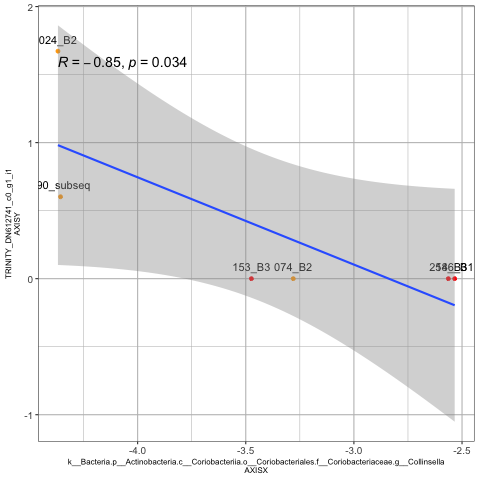 2
024_B2
R = −0.85, p = 0.034
1
90_subseq
153_B3 074_B2
0
-1
-4.0 -3.5 -3.0 -2.5
TRINITY_DN612741_c0_g1_i1
AXISY
k__Bacteria.p__Actinobacteria.c__Coriobacteriia.o__Coriobacteriales.f__Coriobacteriaceae.g__Collinsella
AXISX